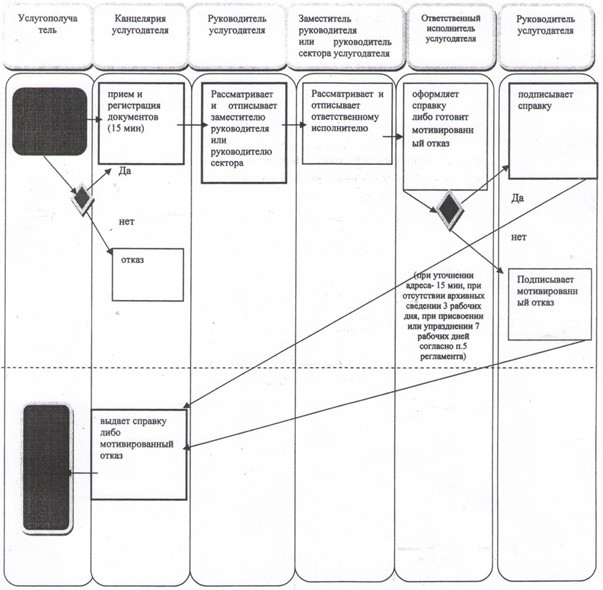 Услугополуча
тель
Канцелярия
услугодателя
Руководитель
услугодателя
Заместитель
руководителя
или руководитель
сектора услугодателя
Ответственный
исполнитель
услугодателя
Руководитель
услугодателя
прием и
регистрация
документов
(15 мин)
Да
нет
отказ
Рассматривает
и отписывает
заместителю
руководителя
или
руководителю
сектора
Рассматривает и
отписывает
ответственному
исполнителю
оформляет
справку
либо готовит
мотивирован
ный отказ
(при уточнении
адреса- 15 мин, при
отсутствии архивных
сведении 3 рабочих
дня, при присвоении
или упразднении 7
рабочих дней
согласно п.5
регламента)
подписывает
справку
Да
нет
Подписывает
мотивированн
ый отказ
выдает справку
либо
мотивированный
отказ